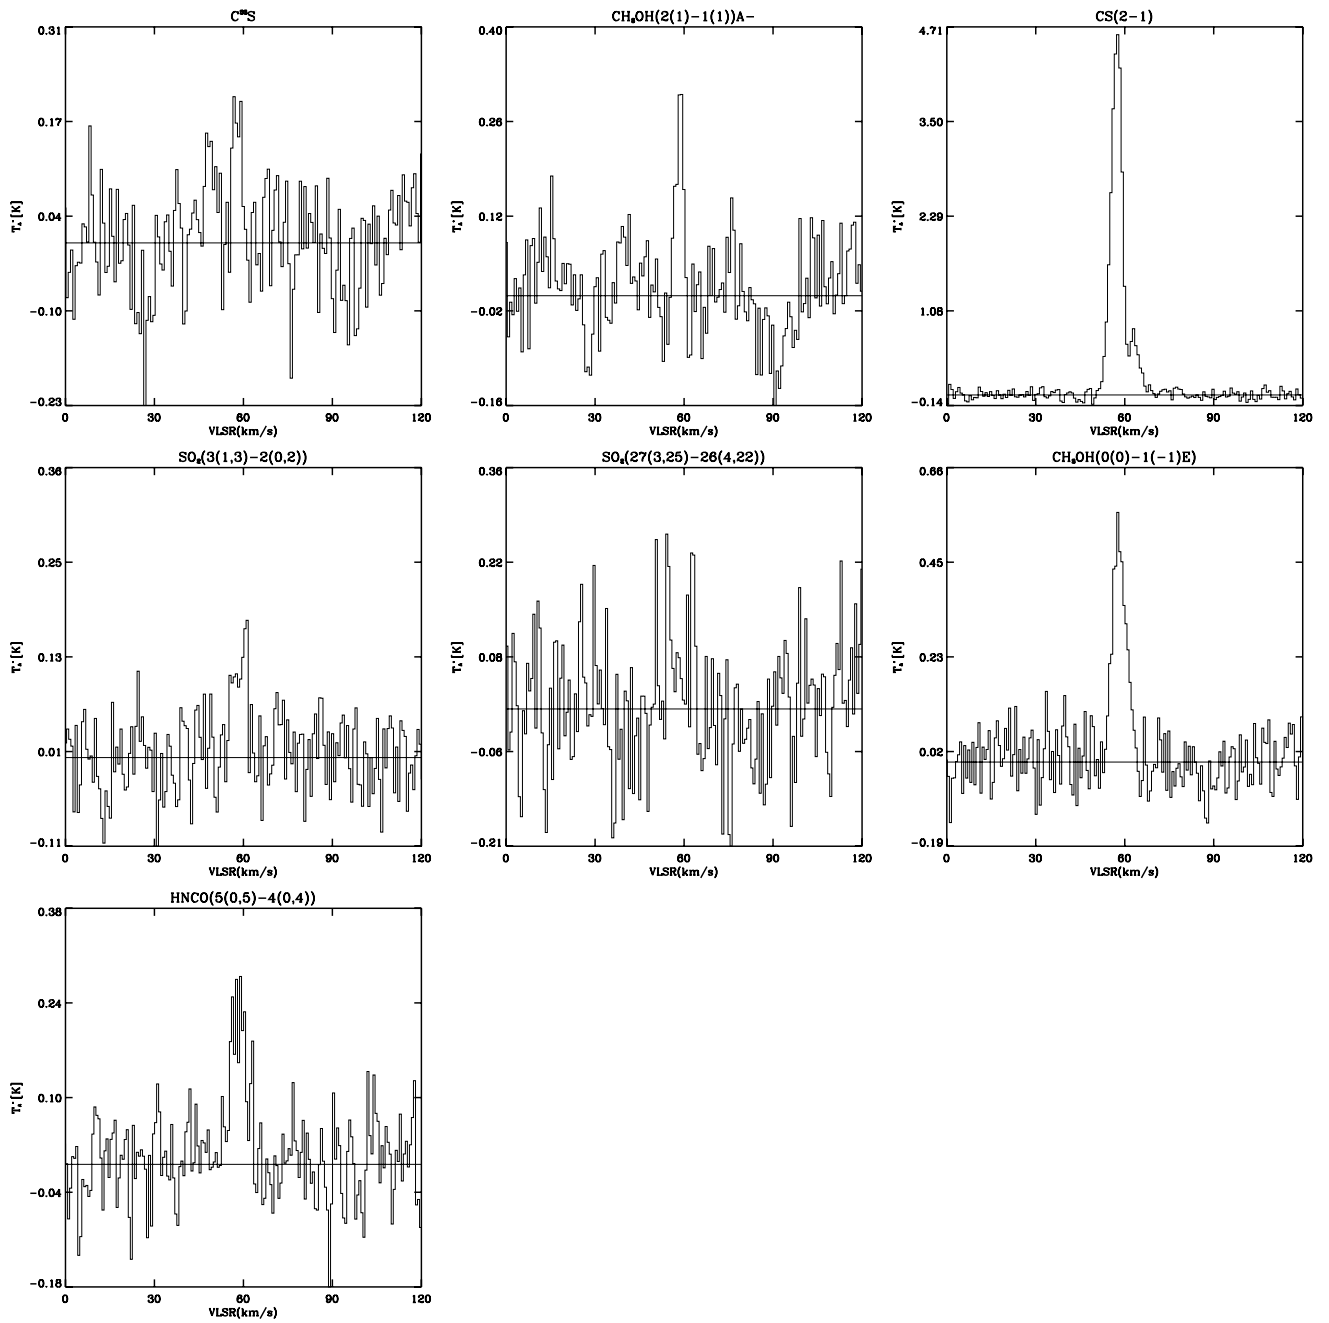 CH₃OH(2(1)-1(1))A-
CS(2-1)
0.31
0.17
0.04
-0.10
-0.23
T_A*[K]
0 30 60 90 120
VLSR(km/s)
0.40
0.26
0.12
-0.02
-0.16
T_A*[K]
0 30 60 90 120
VLSR(km/s)
4.71
3.50
2.29
1.08
-0.14
T_A*[K]
0 30 60 90 120
VLSR(km/s)
SO₂(3(1,3)-2(0,2))
0.36
0.25
0.13
0.01
-0.11
T_A*[K]
0 30 60 90 120
VLSR(km/s)
SO₂(27(3,25)-26(4,22))
0.36
0.22
0.08
-0.06
-0.21
T_A*[K]
0 30 60 90 120
VLSR(km/s)
CH₃OH(0(0)-1(-1)E)
0.66
0.45
0.23
0.02
-0.19
T_A*[K]
0 30 60 90 120
VLSR(km/s)
HNCO(5(0,5)-4(0,4))
0.38
0.24
0.10
-0.04
-0.18
T_A*[K]
0 30 60 90 120
VLSR(km/s)